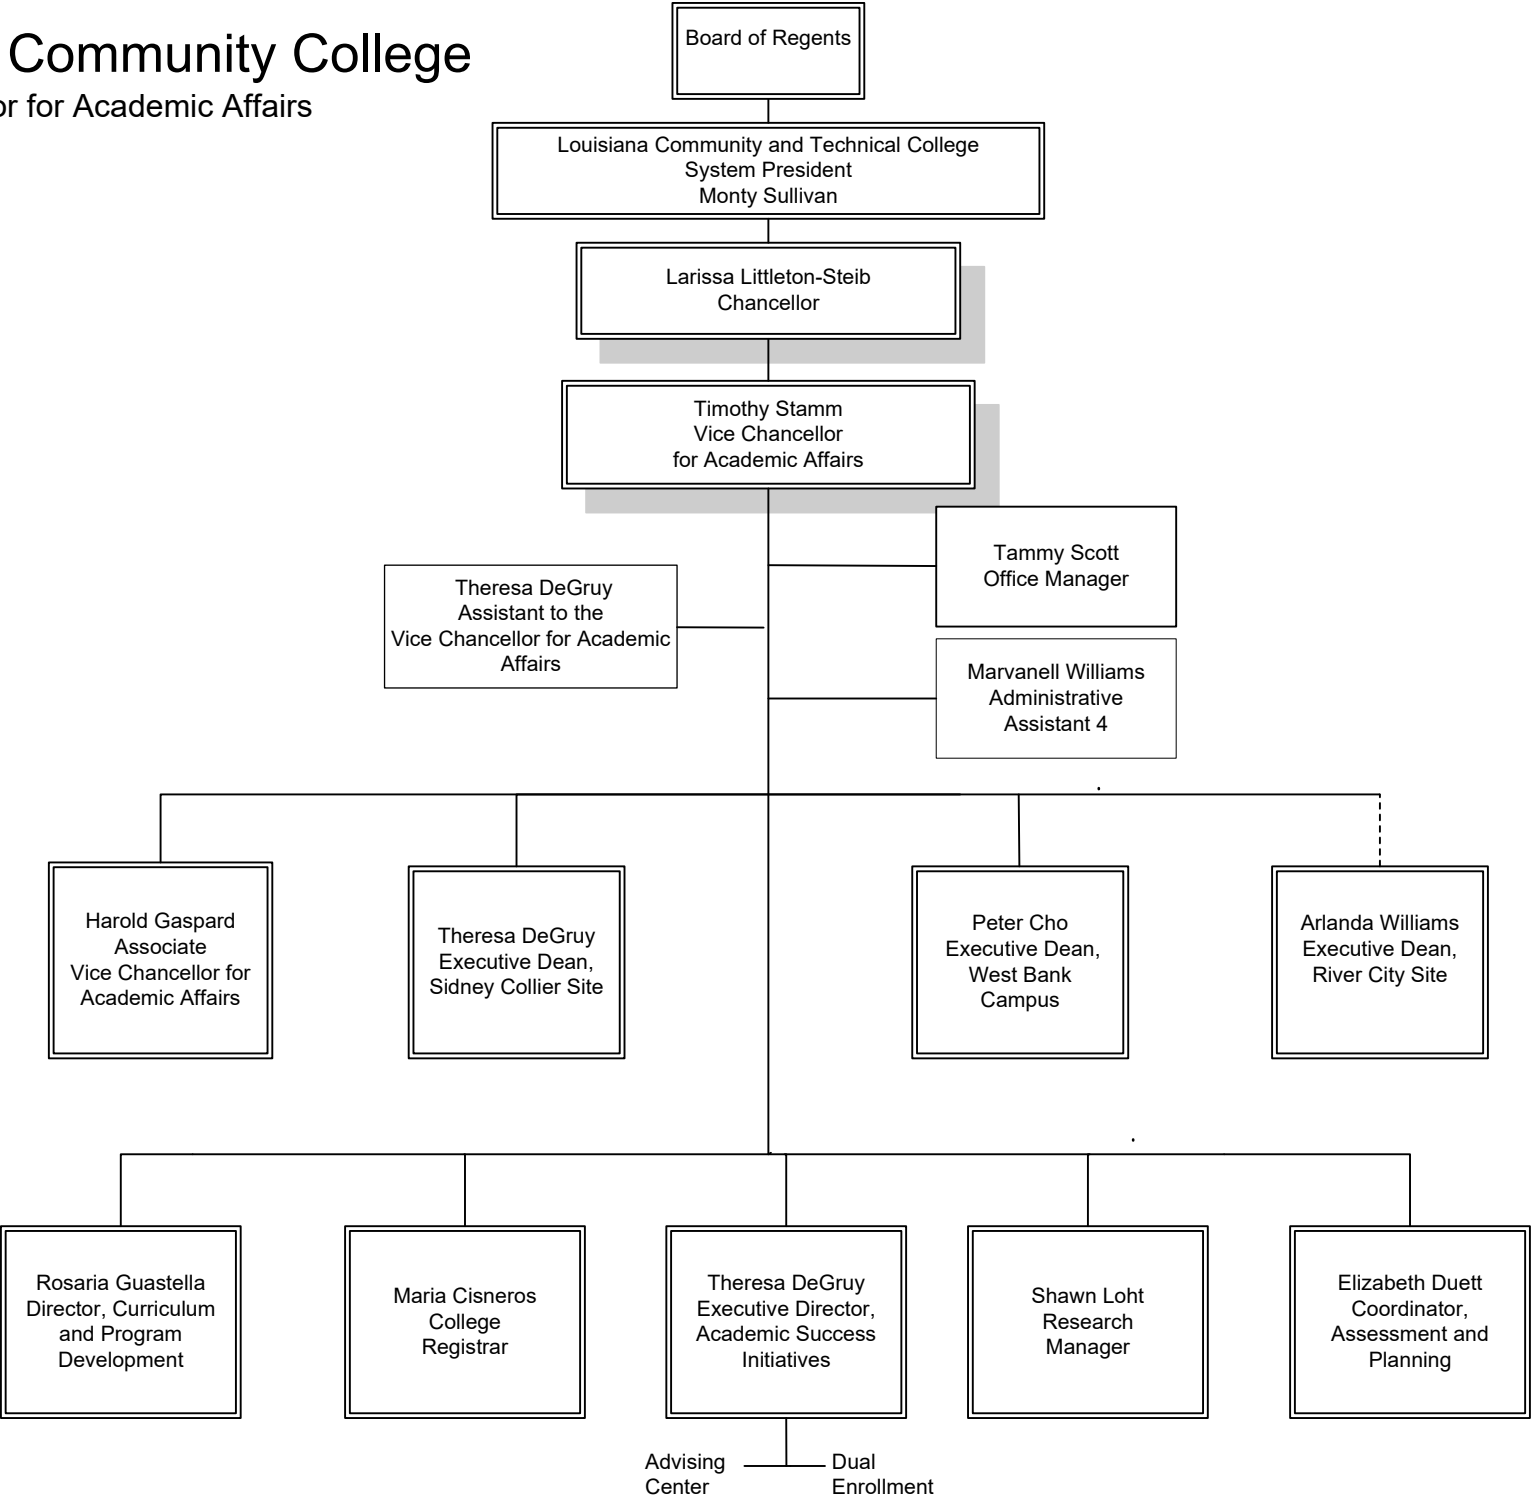 Community College
or for Academic Affairs
Board of Regents
Louisiana Community and Technical College
System President
Monty Sullivan
Larissa Littleton-Steib
Chancellor
Timothy Stamm
Vice Chancellor
for Academic Affairs
Tammy Scott
Office Manager
Theresa DeGruy
Assistant to the
Vice Chancellor for Academic
Affairs
Marvanell Williams
Administrative
Assistant 4
Harold Gaspard
Associate
Vice Chancellor for
Academic Affairs
Theresa DeGruy
Executive Dean,
Sidney Collier Site
Peter Cho
Executive Dean,
West Bank
Campus
Arlanda Williams
Executive Dean,
River City Site
Rosaria Guastella
Director, Curriculum
and Program
Development
Maria Cisneros
College
Registrar
Theresa DeGruy
Executive Director,
Academic Success
Initiatives
Shawn Loht
Research
Manager
Elizabeth Duett
Coordinator,
Assessment and
Planning
Advising
Center
Dual
Enrollment